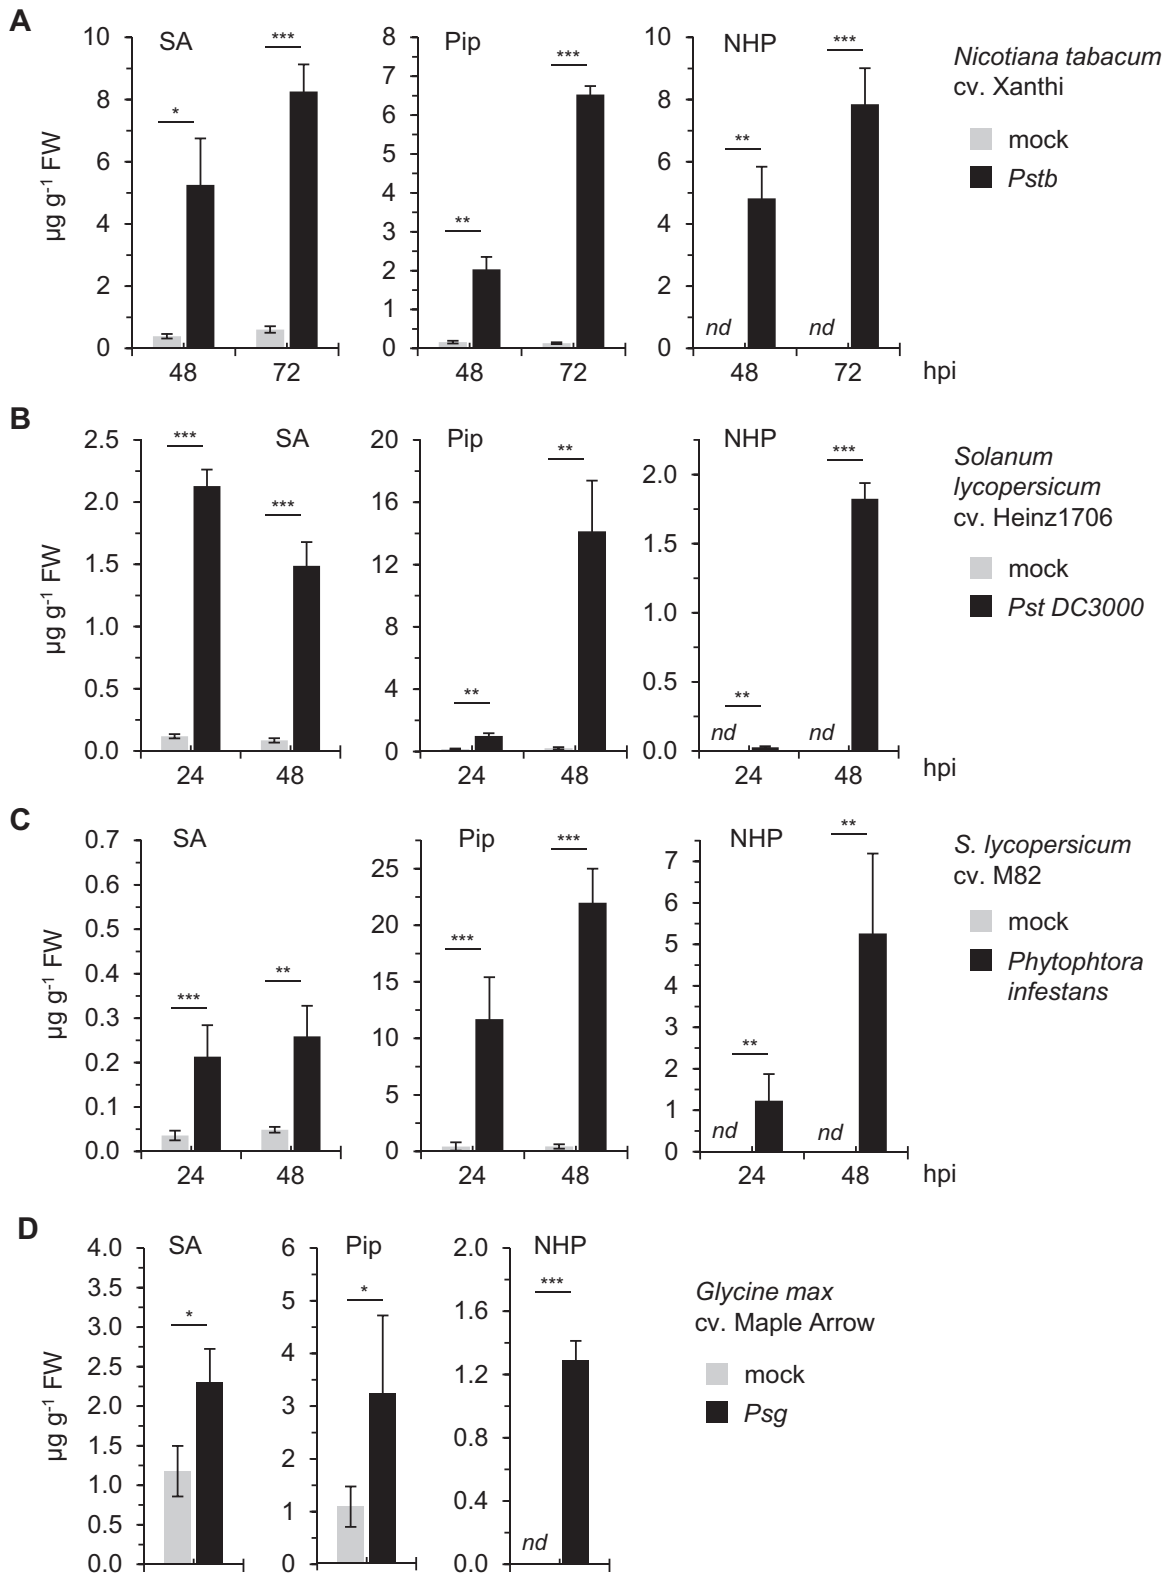 A
SA
Pip
NHP
Nicotiana tabacum
cv. Xanthi
mock
Pstb
µg g-1 FW
10
8
6
4
2
0
*
***
48
72
8
7
6
5
4
3
2
1
0
**
***
48
72
10
8
6
4
2
0
**
***
nd
nd
48
72
hpi
B
SA
Pip
NHP
Solanum
lycopersicum
cv. Heinz1706
mock
Pst DC3000
µg g-1 FW
2.5
2.0
1.5
1.0
0.5
0.0
***
***
24
48
20
16
12
8
4
0
**
**
24
48
2.0
1.5
1.0
0.5
0.0
**
***
nd
nd
24
48
hpi
C
SA
Pip
NHP
S. lycopersicum
cv. M82
mock
Phytophtora
infestans
µg g-1 FW
0.7
0.6
0.5
0.4
0.3
0.2
0.1
0.0
***
**
24
48
25
20
15
10
5
0
***
***
24
48
7
6
5
4
3
2
1
0
**
**
nd
nd
24
48
hpi
D
SA
Pip
NHP
Glycine max
cv. Maple Arrow
mock
Psg
µg g-1 FW
4.0
3.5
3.0
2.5
2.0
1.5
1.0
0.5
0.0
*
6
5
4
3
2
1
0
*
2.0
1.6
1.2
0.8
0.4
0.0
***
nd